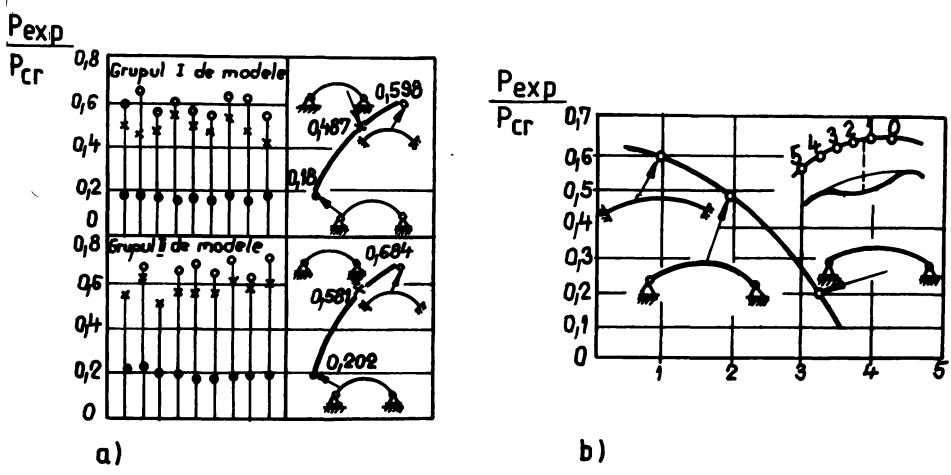 Pexp
Pcr
0,8
Grupul I de modele
0,6
0,598
0,487
0,4
0,18
0,2
0
0,8
Grupul II de modele
0,684
0,6
0,581
0,4
0,202
0,2
0
a)
Pexp
Pcr
0,7
5 4 3 2 1 0
0,6
0,5
0,4
0,3
0,2
0,1
0
1 2 3 4 5
b)